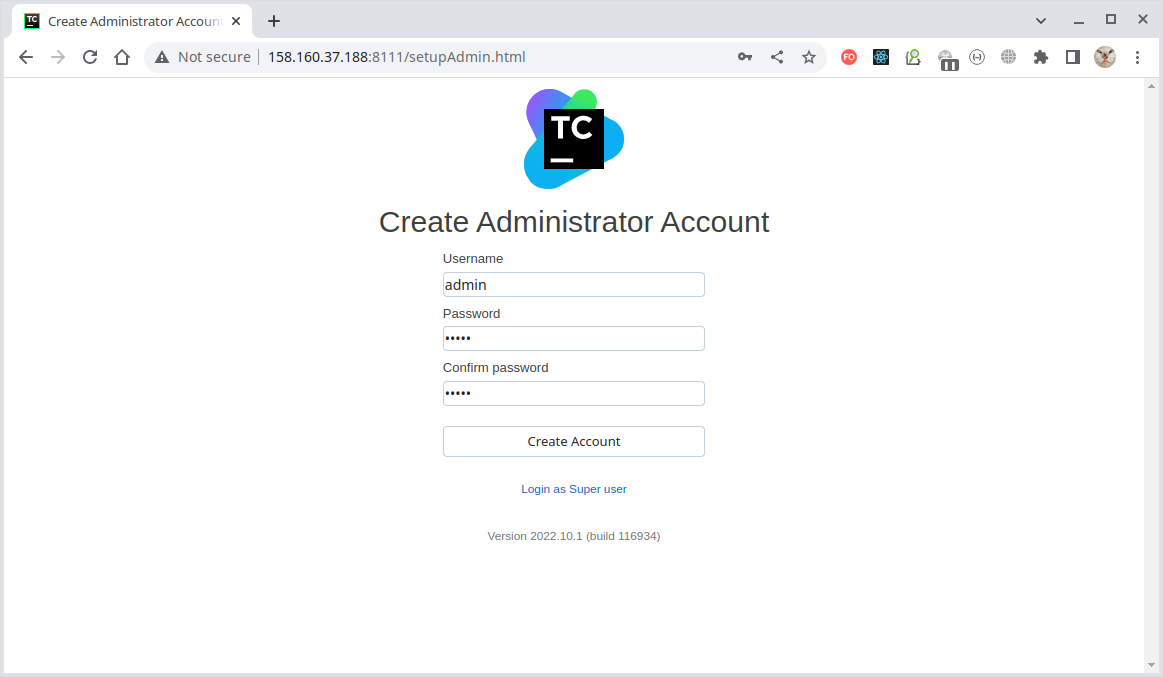 TC Create Administrator Accoun
Not secure 158.160.37.188:8111/setupAdmin.html FO
TC
Create Administrator Account
Username
admin
Password
•••••
Confirm password
•••••
Create Account
Login as Super user
Version 2022.10.1 (build 116934)